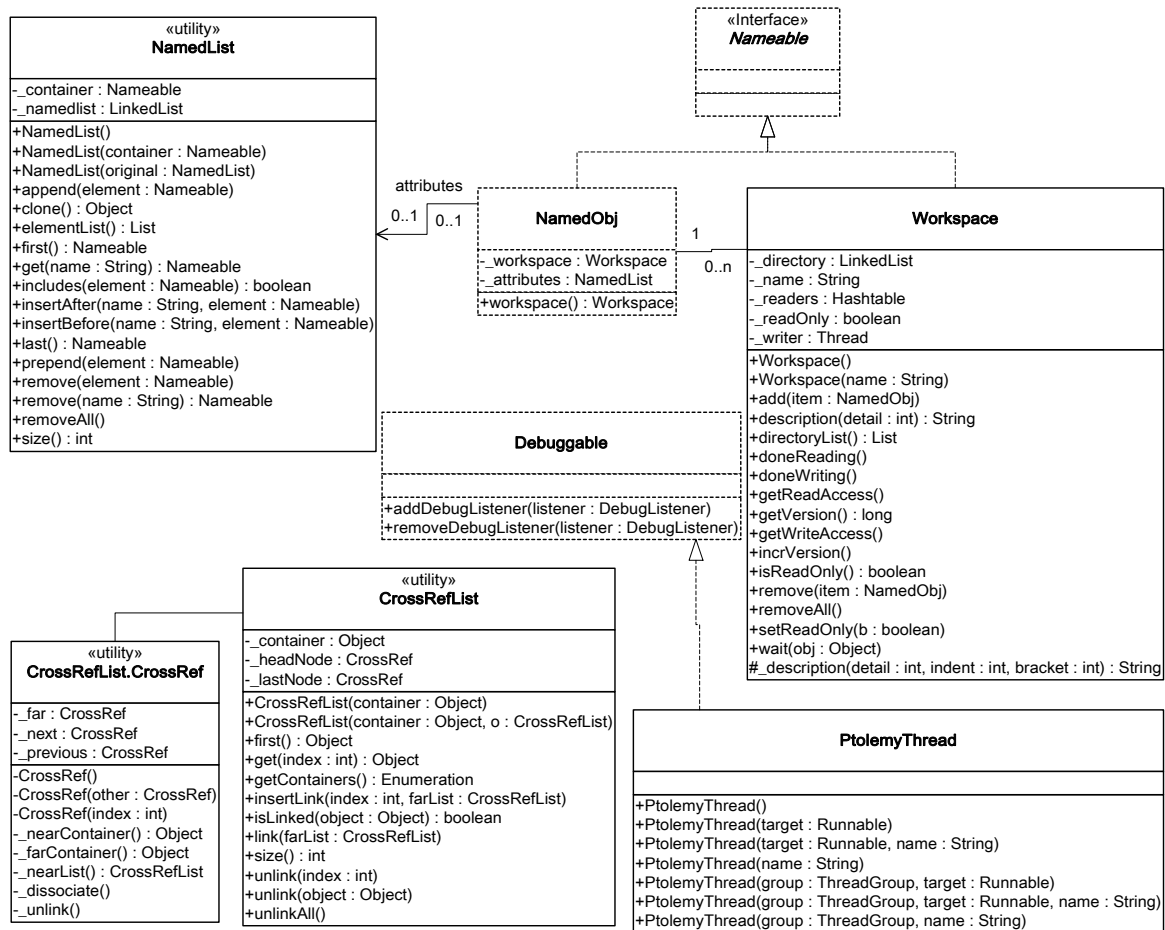 «utility»
NamedList
-_container : Nameable
-_namedlist : LinkedList
+NamedList()
+NamedList(container : Nameable)
+NamedList(original : NamedList)
+append(element : Nameable)
+clone() : Object
+elementList() : List
+first() : Nameable
+get(name : String) : Nameable
+includes(element : Nameable) : boolean
+insertAfter(name : String, element : Nameable)
+insertBefore(name : String, element : Nameable)
+last() : Nameable
+prepend(element : Nameable)
+remove(element : Nameable)
+remove(name : String) : Nameable
+removeAll()
+size() : int
«Interface»
Nameable
attributes
0..1
0..1
NamedObj
-_workspace : Workspace
-_attributes : NamedList
+workspace() : Workspace
1
0..n
Workspace
-_directory : LinkedList
-_name : String
-_readers : Hashtable
-_readOnly : boolean
-_writer : Thread
+Workspace()
+Workspace(name : String)
+add(item : NamedObj)
+description(detail : int) : String
+directoryList() : List
+doneReading()
+doneWriting()
+getReadAccess()
+getVersion() : long
+getWriteAccess()
+incrVersion()
+isReadOnly() : boolean
+remove(item : NamedObj)
+removeAll()
+setReadOnly(b : boolean)
+wait(obj : Object)
#_description(detail : int, indent : int, bracket : int) : String
Debuggable
+addDebugListener(listener : DebugListener)
+removeDebugListener(listener : DebugListener)
«utility»
CrossRefList
-_container : Object
-_headNode : CrossRef
-_lastNode : CrossRef
+CrossRefList(container : Object)
+CrossRefList(container : Object, o : CrossRefList)
+first() : Object
+get(index : int) : Object
+getContainers() : Enumeration
+insertLink(index : int, farList : CrossRefList)
+isLinked(object : Object) : boolean
+link(farList : CrossRefList)
+size() : int
+unlink(index : int)
+unlink(object : Object)
+unlinkAll()
«utility»
CrossRefList.CrossRef
-_far : CrossRef
-_next : CrossRef
-_previous : CrossRef
-CrossRef()
-CrossRef(other : CrossRef)
-CrossRef(index : int)
-_nearContainer() : Object
-_farContainer() : Object
-_nearList() : CrossRefList
-_dissociate()
-_unlink()
PtolemyThread
+PtolemyThread()
+PtolemyThread(target : Runnable)
+PtolemyThread(target : Runnable, name : String)
+PtolemyThread(name : String)
+PtolemyThread(group : ThreadGroup, target : Runnable)
+PtolemyThread(group : ThreadGroup, target : Runnable, name : String)
+PtolemyThread(group : ThreadGroup, name : String)